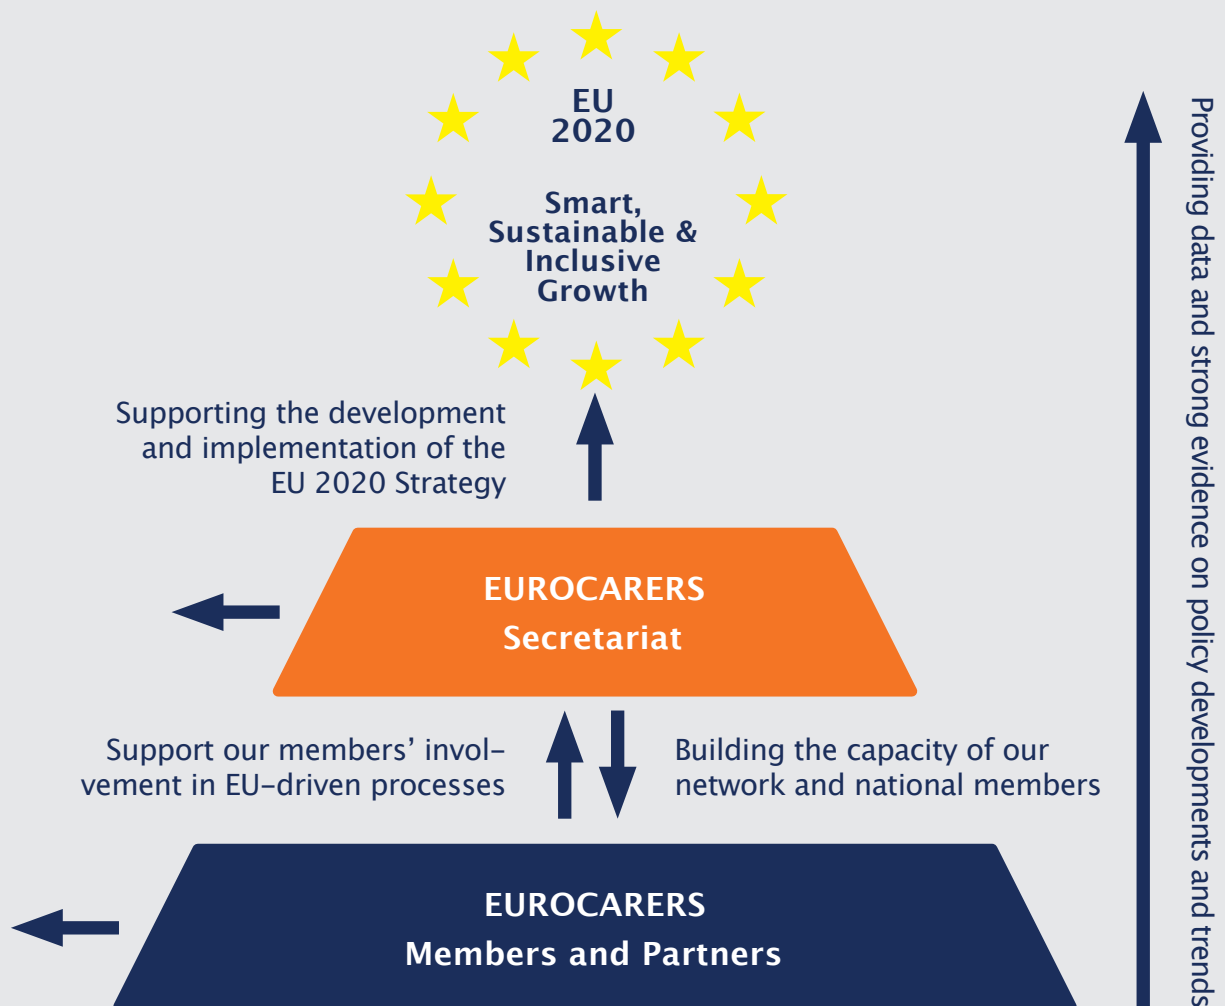 EU
2020
Smart,
Sustainable &
Inclusive
Growth
Supporting the development
and implementation of the
EU 2020 Strategy
EUROCARERS
Secretariat
Support our members’ invol–
vement in EU–driven processes
Building the capacity of our
network and national members
EUROCARERS
Members and Partners
Providing data and strong evidence on policy developments and trends